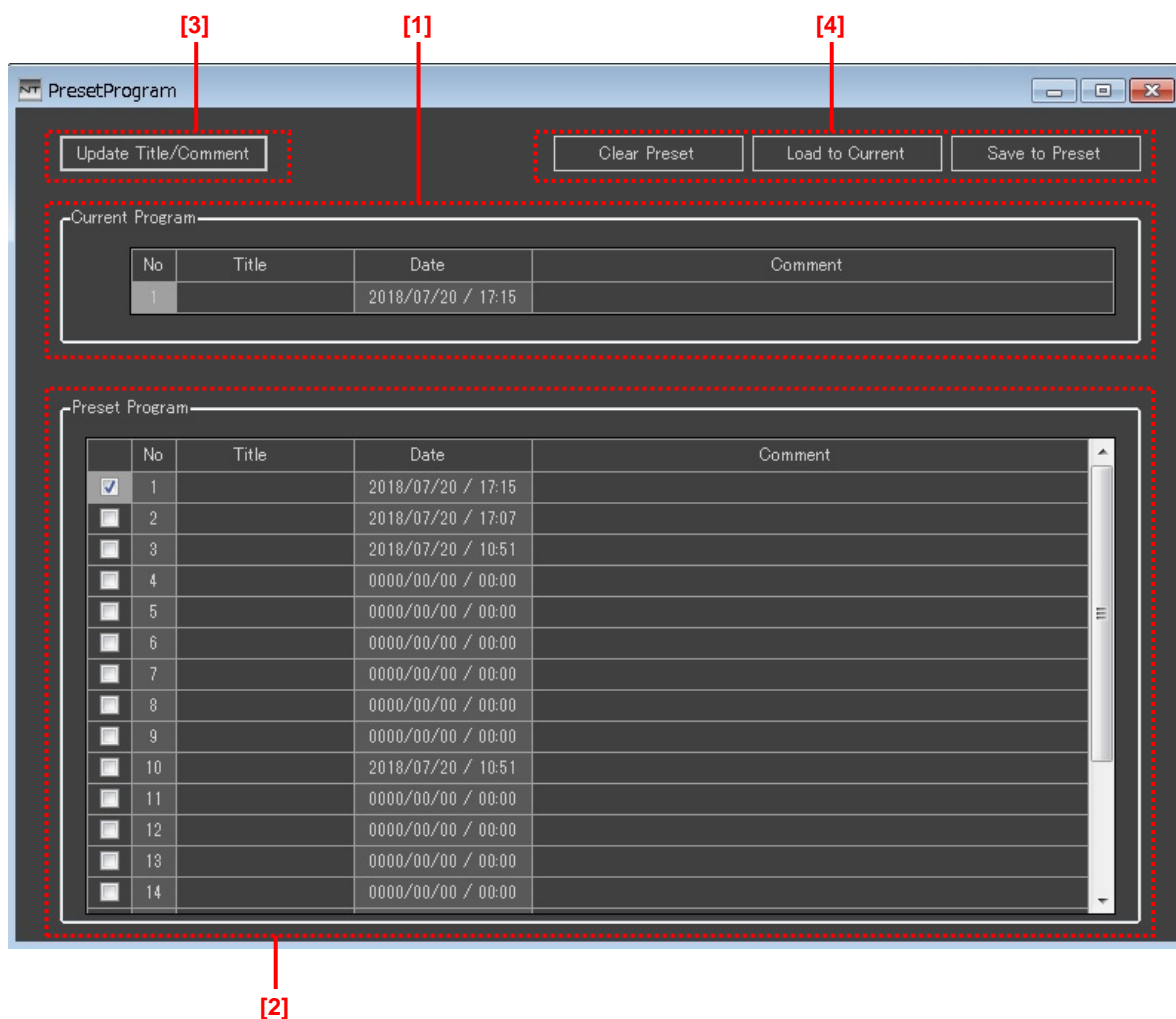 [3] [1] [4]
NT PresetProgram
Update Title/Comment Clear Preset Load to Current Save to Preset
Current Program
No Title Date Comment
1 2018/07/20 / 17:15
Preset Program
No Title Date Comment
1 2018/07/20 / 17:15
2 2018/07/20 / 17:07
3 2018/07/20 / 10:51
4 0000/00/00 / 00:00
5 0000/00/00 / 00:00
6 0000/00/00 / 00:00
7 0000/00/00 / 00:00
8 0000/00/00 / 00:00
9 0000/00/00 / 00:00
10 2018/07/20 / 10:51
11 0000/00/00 / 00:00
12 0000/00/00 / 00:00
13 0000/00/00 / 00:00
14 0000/00/00 / 00:00
[2]